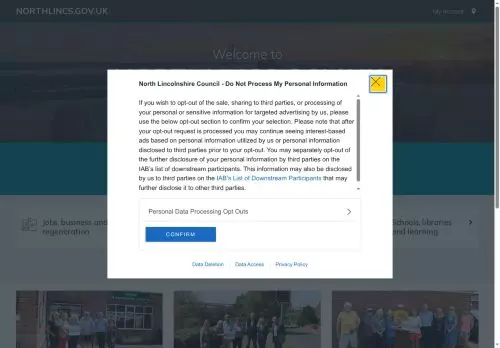 NORTHLINCS.GOV.UK
My Account
Welcome to
North Lincolnshire Council - Do Not Process My Personal Information
If you wish to opt-out of the sale, sharing to third parties, or processing of
your personal or sensitive information for targeted advertising by us, please
use the below opt-out section to confirm your selection. Please note that after
your opt-out request is processed you may continue seeing interest-based
ads based on personal information utilized by us or personal information
disclosed to third parties prior to your opt-out. You may separately opt-out of
the further disclosure of your personal information by third parties on the
IAB's list of downstream participants. This information may also be disclosed
by us to third parties on the IAB's List of Downstream Participants that may
further disclose it to other third parties.
Personal Data Processing Opt Outs
CONFIRM
Data Deletion
Data Access
Privacy Policy
Jobs, business and
regeneration
Schools, libraries
and learning